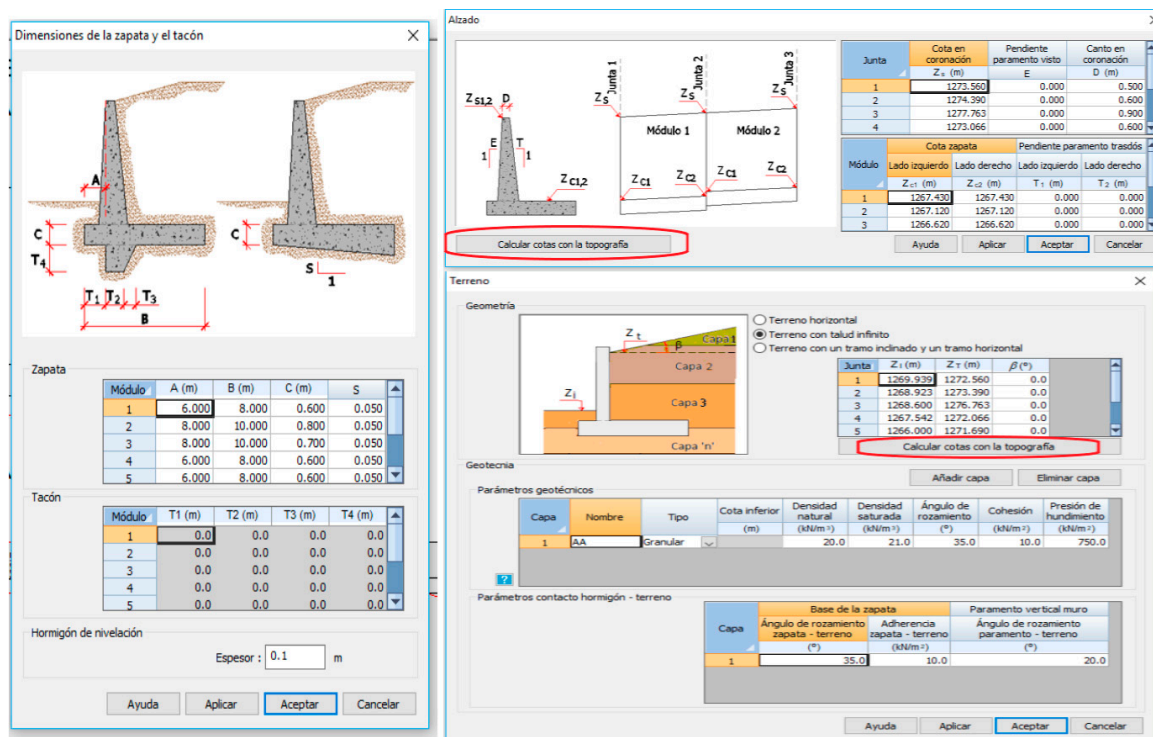 Dimensiones de la zapata y el tacón
A
C
C
T4
T1 T2 T3
B
S
1
Zapata
Módulo A (m) B (m) C (m) S
1 6.000 8.000 0.600 0.050
2 8.000 10.000 0.800 0.050
3 8.000 10.000 0.700 0.050
4 6.000 8.000 0.600 0.050
5 6.000 8.000 0.600 0.050
Tacón
Módulo T1 (m) T2 (m) T3 (m) T4 (m)
1 0.0 0.0 0.0 0.0
2 0.0 0.0 0.0 0.0
3 0.0 0.0 0.0 0.0
4 0.0 0.0 0.0 0.0
5 0.0 0.0 0.0 0.0
Hormigón de nivelación
Espesor : 0.1 m
Ayuda Aplicar Aceptar Cancelar
Alzado
Junta 1
Junta 2
Junta 3
ZS1,2 D
ZS
ZS
ZS
E
1
T
1
Módulo 1
Módulo 2
ZC1,2
ZC1
ZC2
ZC1
ZC2
Calcular cotas con la topografía
Junta Cota en coronación Pendiente paramento visto Canto en coronación
Zs (m) E D (m)
1 1273.560 0.000 0.500
2 1274.390 0.000 0.600
3 1277.763 0.000 0.900
4 1273.066 0.000 0.600
Módulo Cota zapata Pendiente paramento trasdós
Lado izquierdo Lado derecho Lado izquierdo Lado derecho
Zc1 (m) Zc2 (m) T1 (m) T2 (m)
1 1267.430 1267.430 0.000 0.000
2 1267.120 1267.120 0.000 0.000
3 1266.620 1266.620 0.000 0.000
Ayuda Aplicar Aceptar Cancelar
Terreno
Geometría
Zt
β
Capa 1
Capa 2
Zi
Capa 3
Capa 'n'
Terreno horizontal
Terreno con talud infinito
Terreno con un tramo inclinado y un tramo horizontal
Junta ZI (m) ZT (m) β (°)
1 1269.939 1272.560 0.0
2 1268.923 1273.390 0.0
3 1268.600 1276.763 0.0
4 1267.542 1272.066 0.0
5 1266.000 1271.690 0.0
Calcular cotas con la topografía
Geotecnia
Añadir capa Eliminar capa
Parámetros geotécnicos
Capa Nombre Tipo Cota inferior Densidad natural Densidad saturada Ángulo de rozamiento Cohesión Presión de hundimiento
(m) (kN/m³) (kN/m³) (°) (kN/m²) (kN/m²)
1 AA Granular 20.0 21.0 35.0 10.0 750.0
?
Parámetros contacto hormigón - terreno
Capa Base de la zapata Paramento vertical muro
Ángulo de rozamiento zapata - terreno Adherencia zapata - terreno Ángulo de rozamiento paramento - terreno
(°) (kN/m²) (°)
1 35.0 10.0 20.0
Ayuda Aplicar Aceptar Cancelar